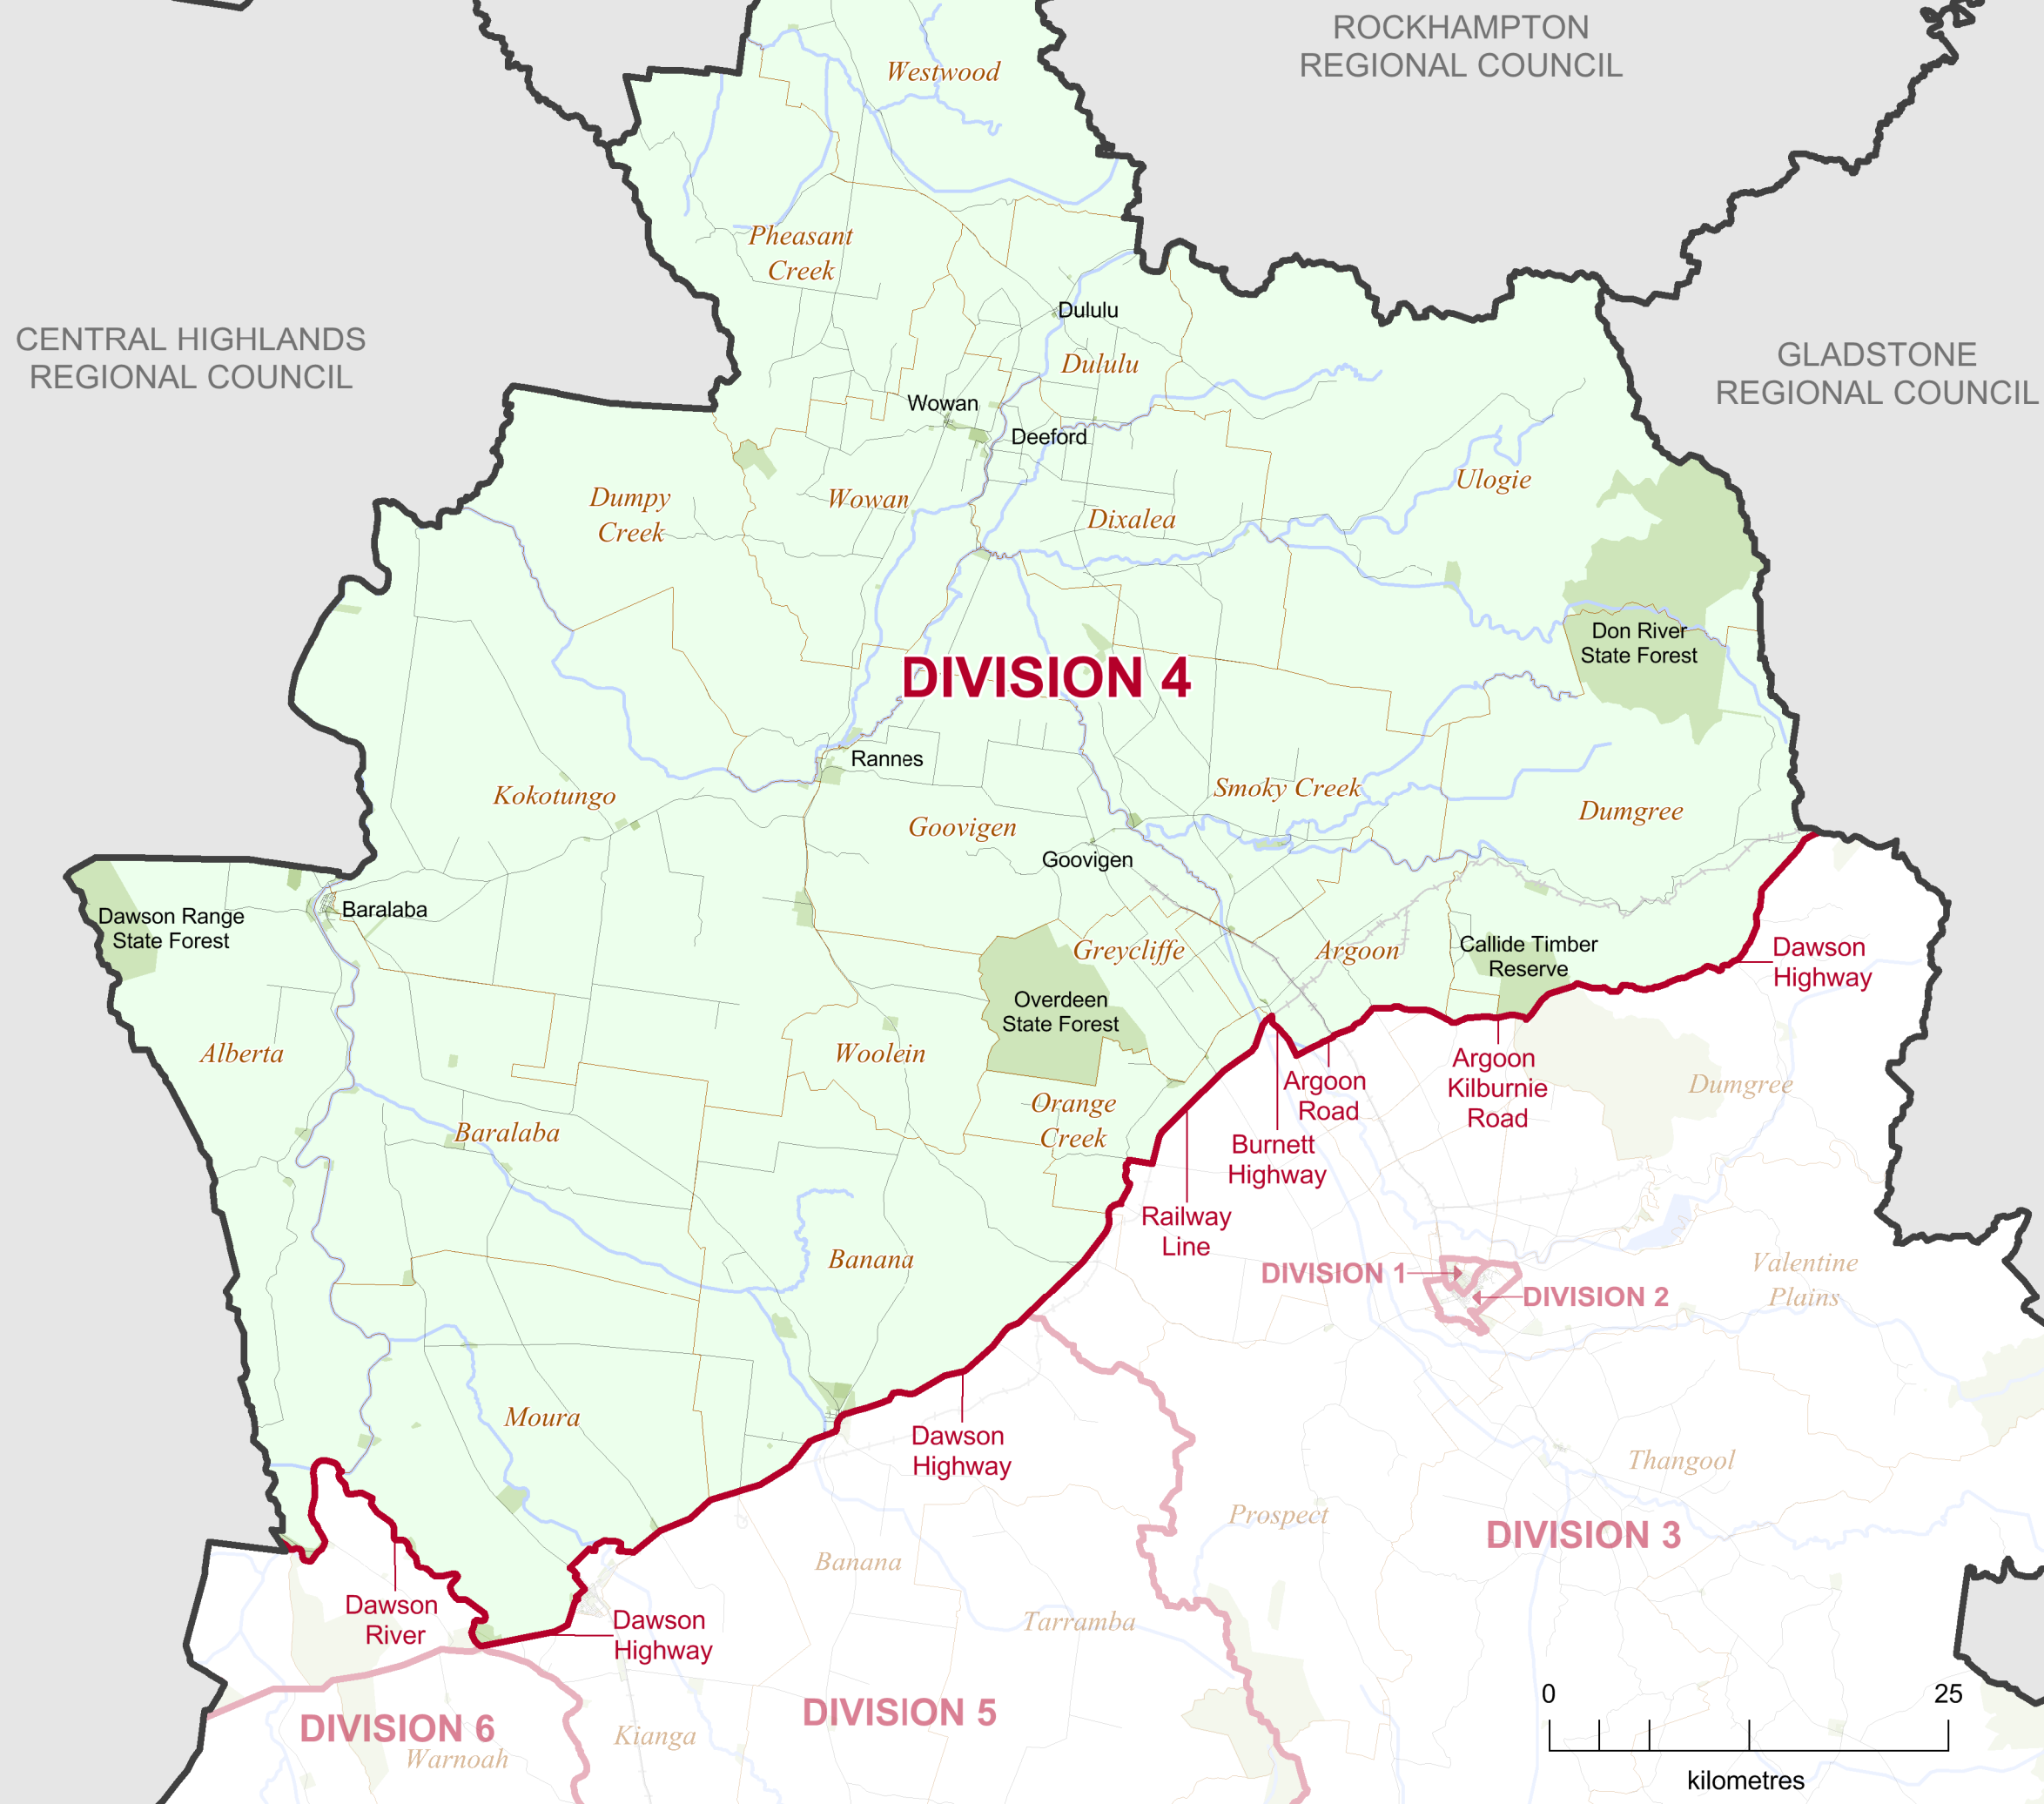 ROCKHAMPTON
REGIONAL COUNCIL
Westwood
Pheasant
Creek
Dululu
CENTRAL HIGHLANDS
REGIONAL COUNCIL
GLADSTONE
REGIONAL COUNCIL
Dululu
Wowan
Deeford
Ulogie
Dumpy
Creek
Wowan
Dixalea
Don River
State Forest
DIVISION 4
Rannes
Kokotungo
Smoky Creek
Dumgree
Goovigen
Goovigen
Baralaba
Dawson Range
State Forest
Greycliffe
Argoon
Callide Timber
Reserve
Dawson
Highway
Overdeen
State Forest
Alberta
Woolein
Argoon
Kilburnie
Road
Dumgree
Argoon
Road
Orange
Creek
Baralaba
Burnett
Highway
Railway
Line
Banana
DIVISION 1
DIVISION 2
Valentine
Plains
Moura
Dawson
Highway
Thangool
Prospect
DIVISION 3
Banana
Dawson
River
Dawson
Highway
Tarramba
DIVISION 6
DIVISION 5
Kianga
Warnoah
0
25
kilometres